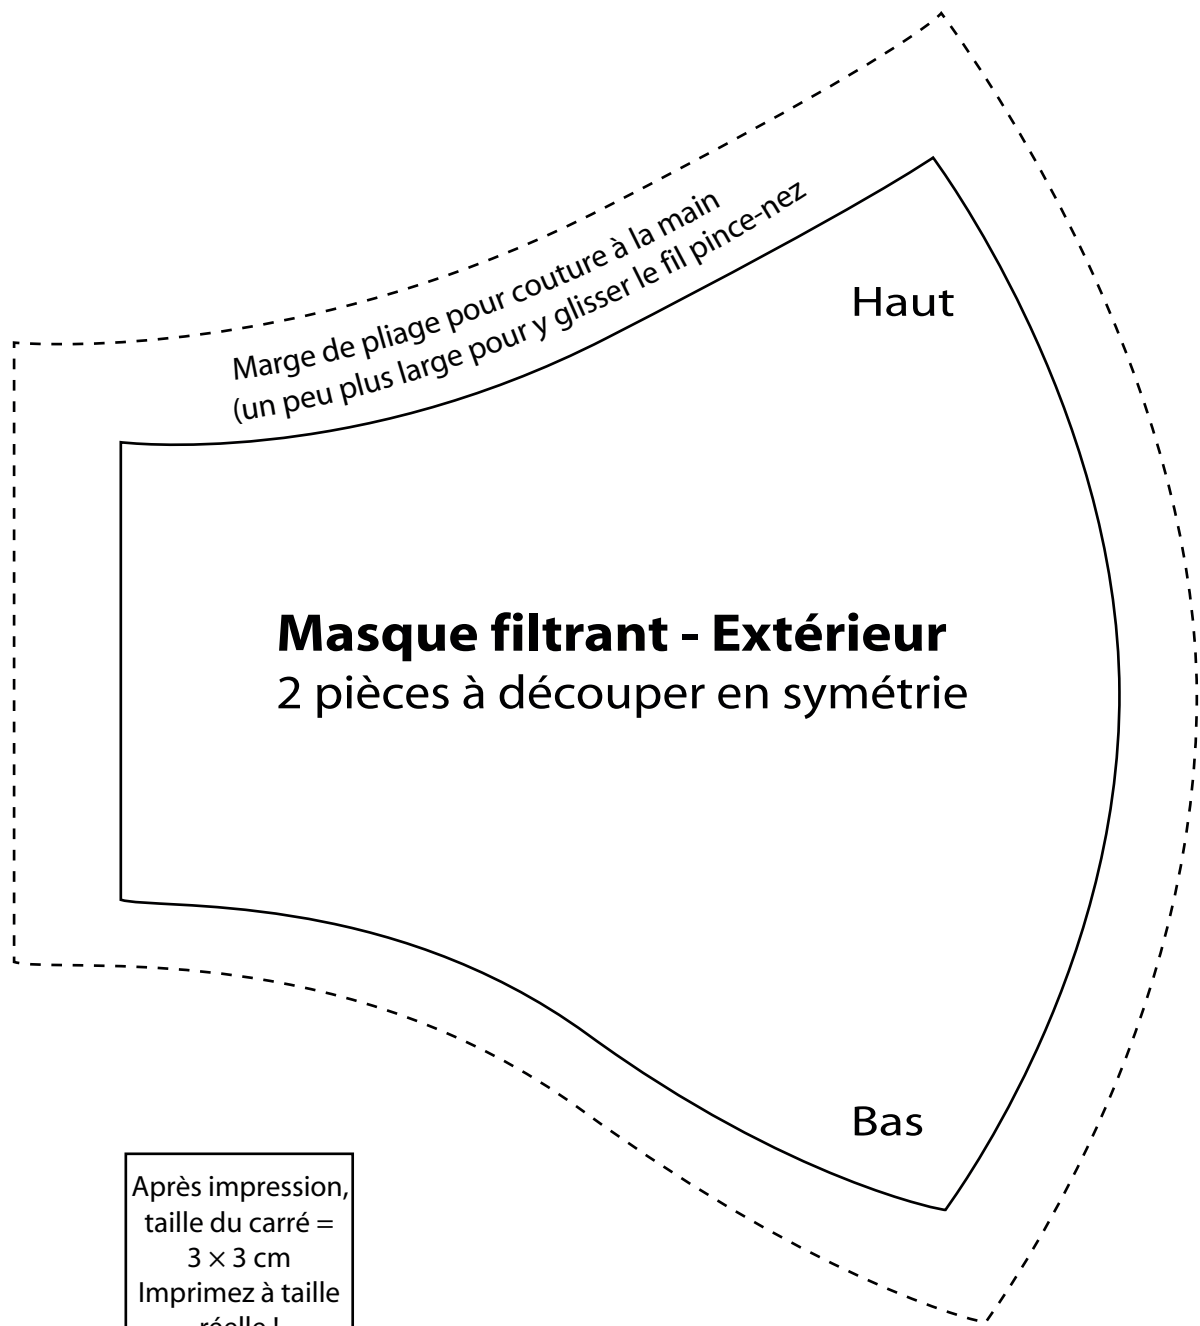 Marge de pliage pour couture à la main
(un peu plus large pour y glisser le fil pince-nez
Haut
Masque filtrant - Extérieur
2 pièces à découper en symétrie
Bas
Après impression,
taille du carré =
3 × 3 cm
Imprimez à taille
réelle !